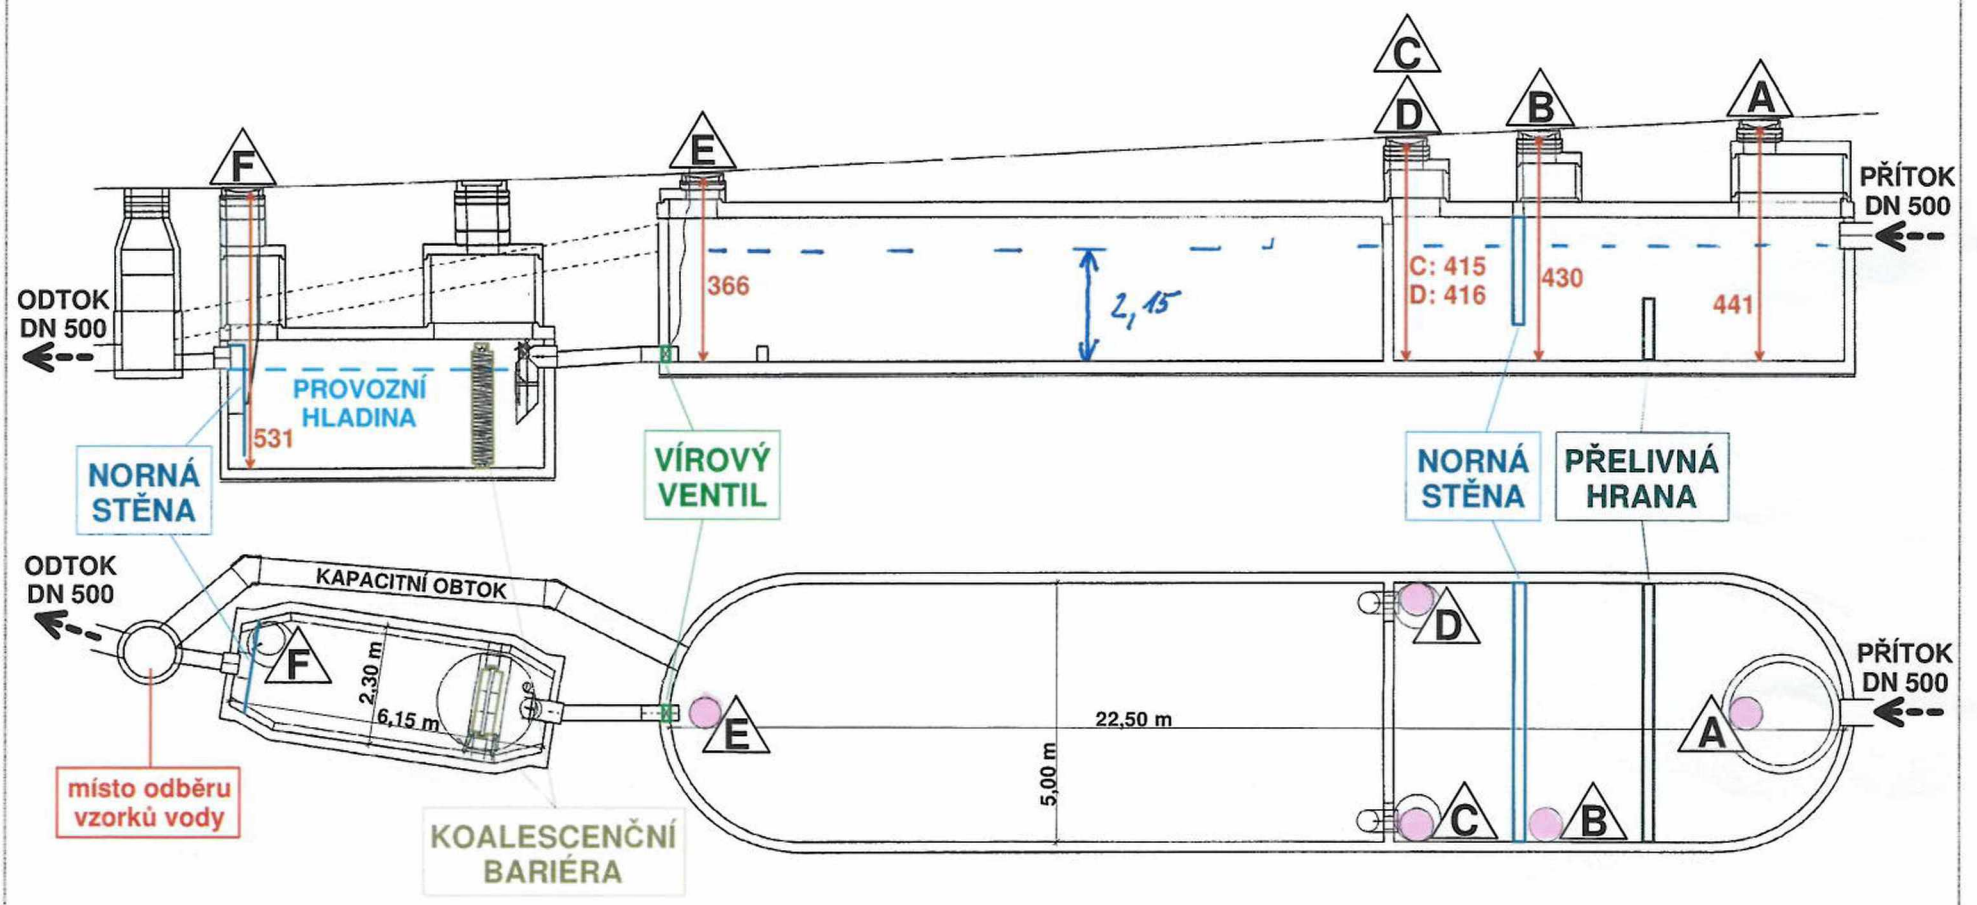 C
D
B
A
E
F
PŘÍTOK
DN 500
366
2,15
C: 415
D: 416
430
441
ODTOK
DN 500
PROVOZNÍ
HLADINA
531
NORNÁ
STĚNA
VÍROVÝ
VENTIL
NORNÁ
STĚNA
PŘELIVNÁ
HRANA
ODTOK
DN 500
KAPACITNÍ OBTOK
D
F
2,30 m
6,15 m
E
22,50 m
5,00 m
A
PŘÍTOK
DN 500
C
B
místo odběru
vzorků vody
KOALESCENČNÍ
BARIÉRA